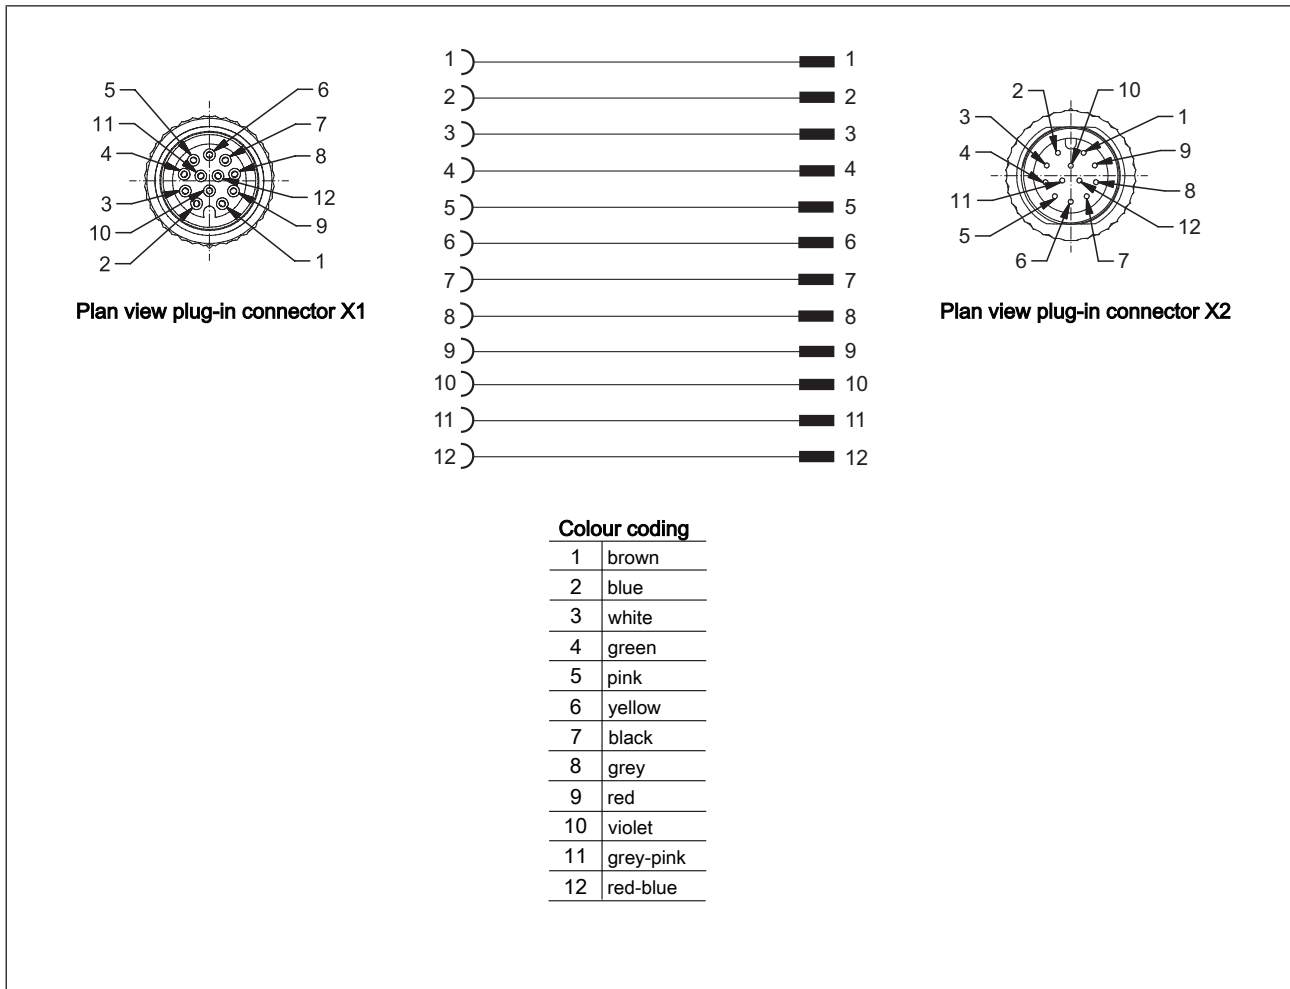 5 6
11 7
4 8
3 12
10 9
2 1
Plan view plug-in connector X1
1 1
2 2
3 3
4 4
5 5
6 6
7 7
8 8
9 9
10 10
11 11
12 12
2 10
3 1
4 9
11 8
5 12
6 7
Plan view plug-in connector X2
Colour coding
1 brown
2 blue
3 white
4 green
5 pink
6 yellow
7 black
8 grey
9 red
10 violet
11 grey-pink
12 red-blue